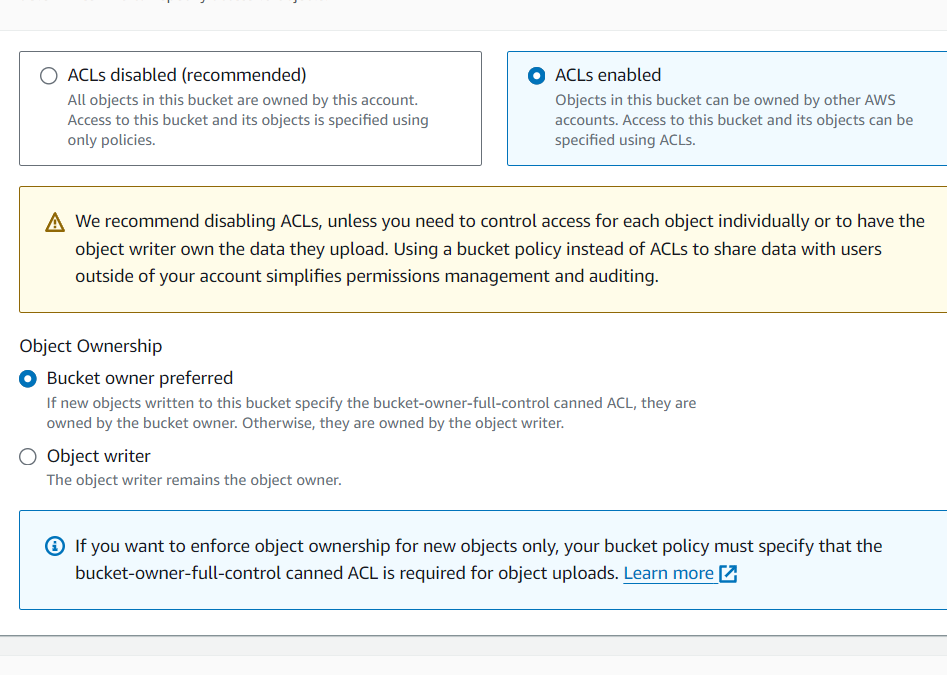 ACLs disabled (recommended)
All objects in this bucket are owned by this account.
Access to this bucket and its objects is specified using
only policies.
ACLs enabled
Objects in this bucket can be owned by other AWS
accounts. Access to this bucket and its objects can be
specified using ACLs.
We recommend disabling ACLs, unless you need to control access for each object individually or to have the
object writer own the data they upload. Using a bucket policy instead of ACLs to share data with users
outside of your account simplifies permissions management and auditing.
Object Ownership
Bucket owner preferred
If new objects written to this bucket specify the bucket-owner-full-control canned ACL, they are
owned by the bucket owner. Otherwise, they are owned by the object writer.
Object writer
The object writer remains the object owner.
If you want to enforce object ownership for new objects only, your bucket policy must specify that the
bucket-owner-full-control canned ACL is required for object uploads. Learn more